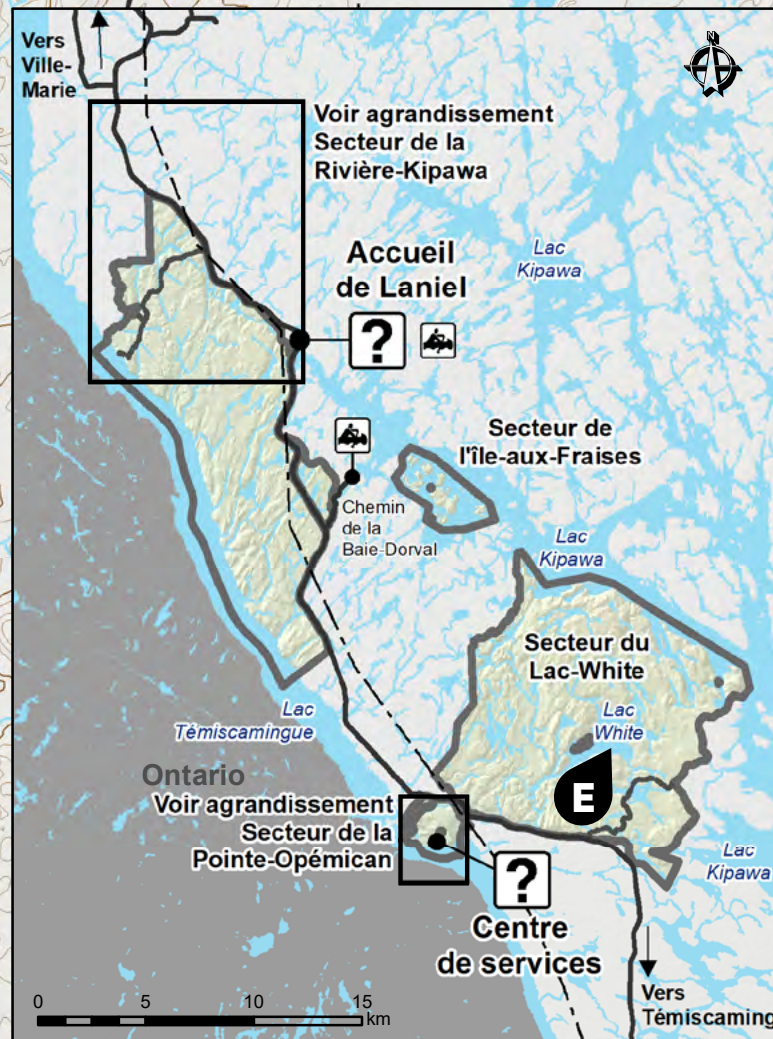 Vers
Ville-
Marie
N
Voir agrandissement
Secteur de la
Rivière-Kipawa
Lac
Kipawa
Accueil
de Laniel
?
Secteur de
l'île-aux-Fraises
Chemin
de la
Baie-Dorval
Lac
Kipawa
Secteur du
Lac-White
Lac
White
Lac
Témiscamingue
Ontario
E
Voir agrandissement
Secteur de la
Pointe-Opémican
Lac
Kipawa
?
Centre
de services
Vers
Témiscaming
0 5 10 15
km